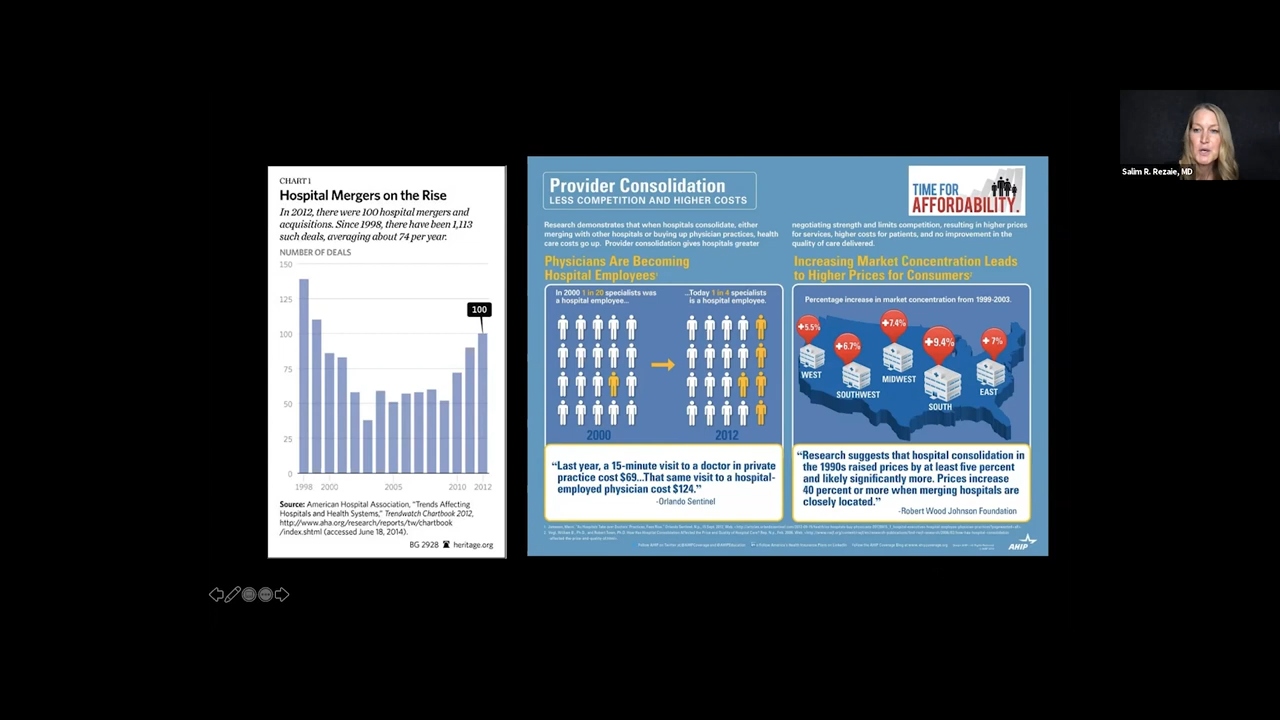 CHART 1
Hospital Mergers on the Rise
In 2012, there were 100 hospital mergers and
acquisitions. Since 1998, there have been 1,113
such deals, averaging about 74 per year.
NUMBER OF DEALS
150
125
100
75
50
25
0
100
1998 2000 2005 2010 2012
Source: American Hospital Association, "Trends Affecting
Hospitals and Health Systems," Trendwatch Chartbook 2012,
http://www.aha.org/research/reports/tw/chartbook
/index.shtml (accessed June 18, 2014).
BG 2928 heritage.org
Provider Consolidation
LESS COMPETITION AND HIGHER COSTS
TIME FOR
AFFORDABILITY.
Research demonstrates that when hospitals consolidate, either
merging with other hospitals or buying up physician practices, health
care costs go up. Provider consolidation gives hospitals greater
negotiating strength and limits competition, resulting in higher prices
for services, higher costs for patients, and no improvement in the
quality of care delivered.
Physicians Are Becoming
Hospital Employees¹
In 2000 1 in 20 specialists was
a hospital employee...
...Today 1 in 4 specialists
is a hospital employee.
2000
2012
"Last year, a 15-minute visit to a doctor in private
practice cost $69...That same visit to a hospital-
employed physician cost $124."
-Orlando Sentinel
Increasing Market Concentration Leads
to Higher Prices for Consumers²
Percentage increase in market concentration from 1999-2003.
+5.5%
WEST
+6.7%
SOUTHWEST
+7.4%
MIDWEST
+9.4%
SOUTH
+7%
EAST
"Research suggests that hospital consolidation in
the 1990s raised prices by at least five percent
and likely significantly more. Prices increase
40 percent or more when merging hospitals are
closely located."
-Robert Wood Johnson Foundation
AHIP
Salim R. Rezaie, MD